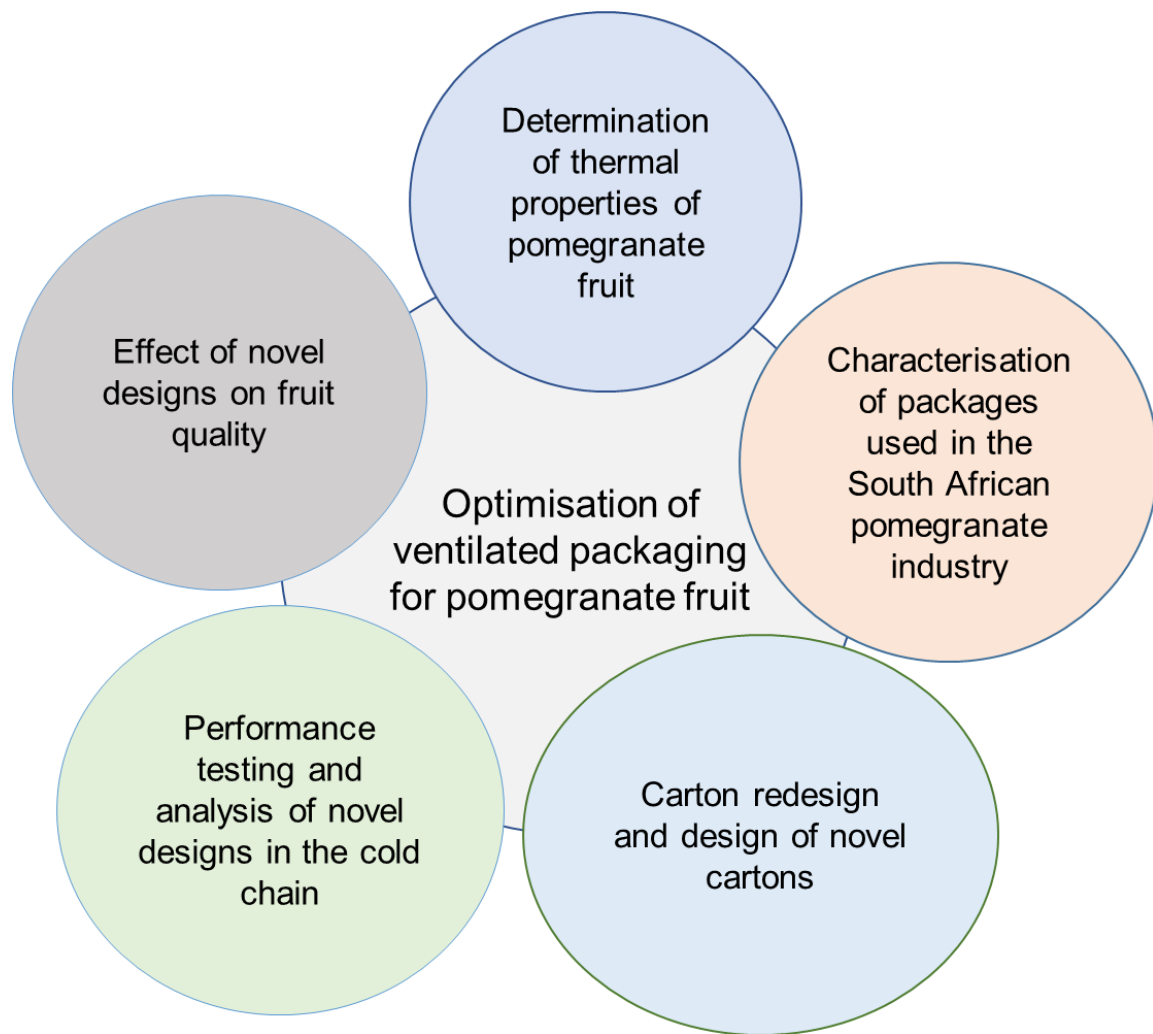 Determination
of thermal
properties of
pomegranate
fruit
Characterisation
of packages
used in the
South African
pomegranate
industry
Carton redesign
and design of novel
cartons
Performance
testing and
analysis of novel
designs in the cold
chain
Effect of novel
designs on fruit
quality
Optimisation of
ventilated packaging
for pomegranate fruit